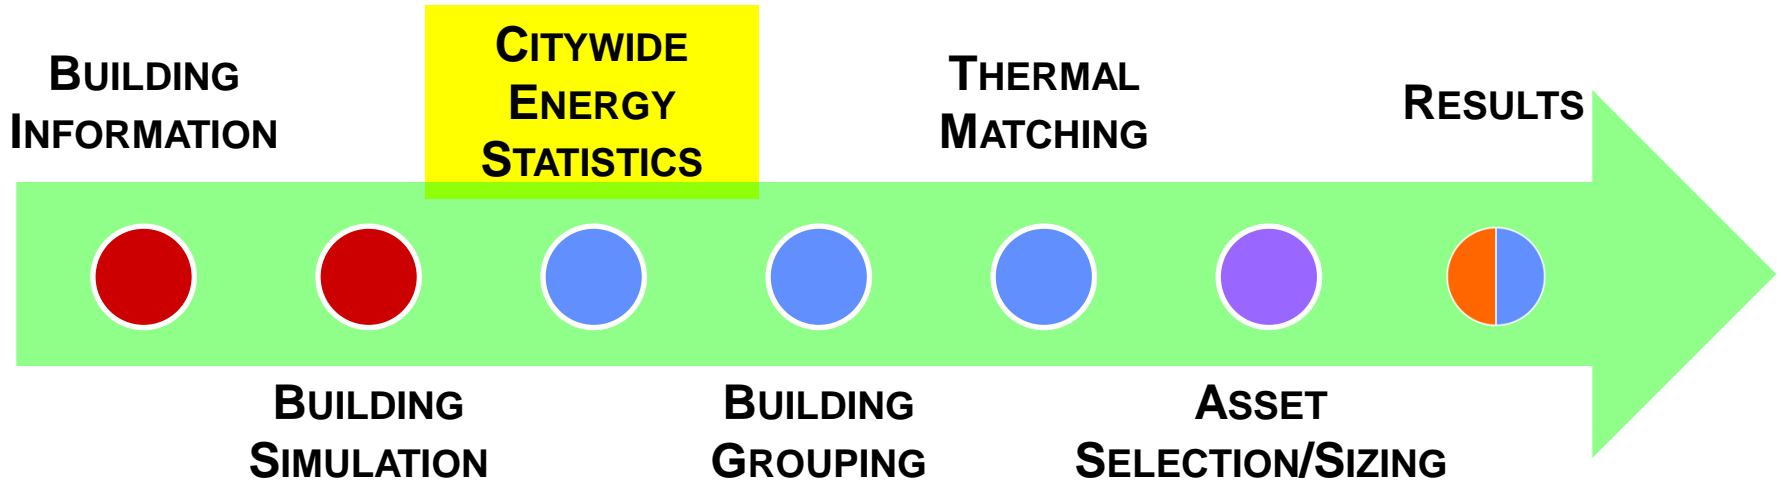 BUILDING
INFORMATION
CITYWIDE
ENERGY
STATISTICS
THERMAL
MATCHING
RESULTS
BUILDING
SIMULATION
BUILDING
GROUPING
ASSET
SELECTION/SIZING